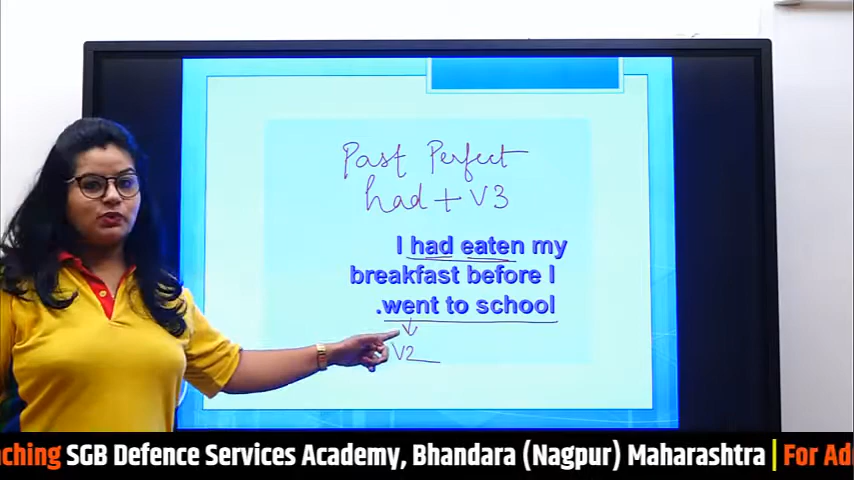 Past Perfect
had + V3
I had eaten my
breakfast before I
.went to school
V2
ching SGB Defence Services Academy, Bhandara (Nagpur) Maharashtra | For Ad